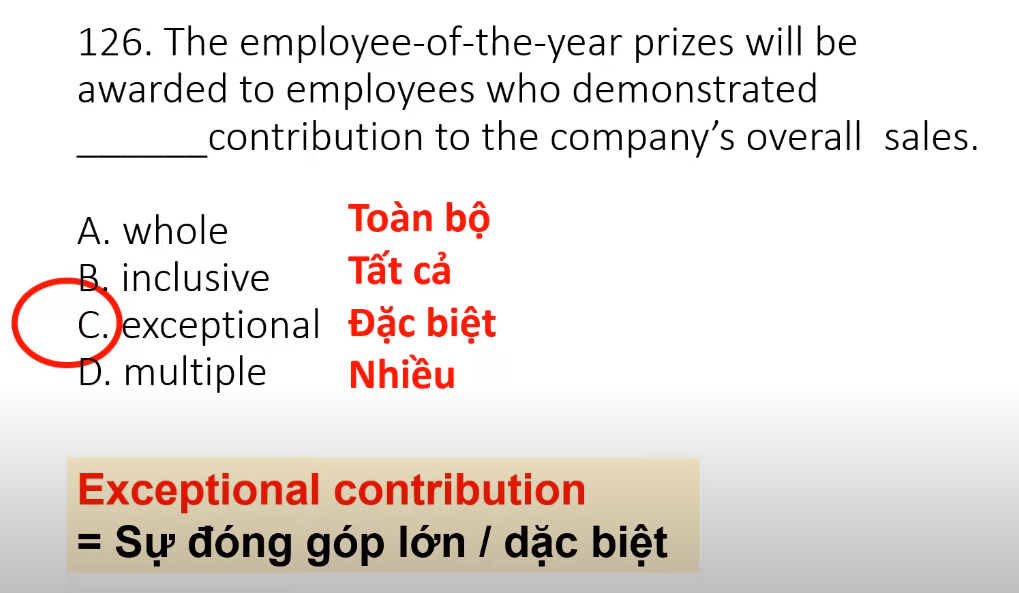 126. The employee-of-the-year prizes will be
awarded to employees who demonstrated
______contribution to the company’s overall sales.
A. whole Toàn bộ
B. inclusive Tất cả
C. exceptional Đặc biệt
D. multiple Nhiều
Exceptional contribution
= Sự đóng góp lớn / dặc biệt